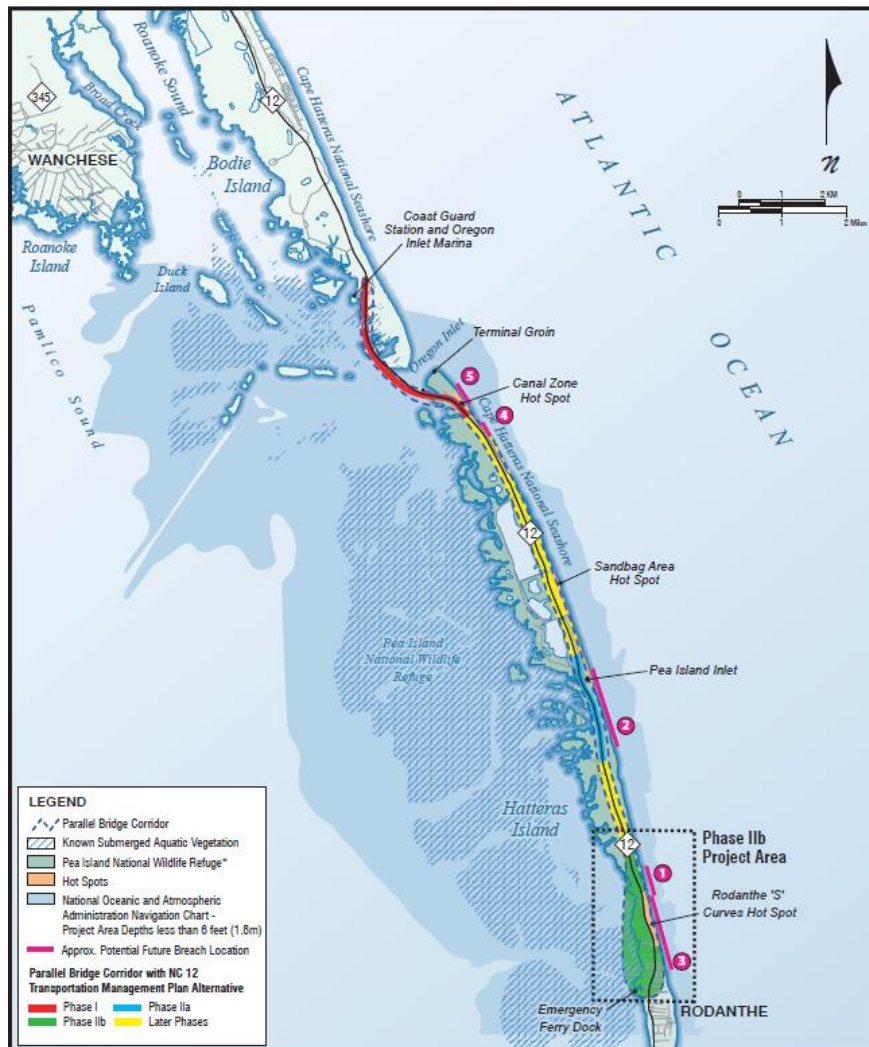 345
WANCHESE
Broad Creek
Roanoke
Sound
12
Cape Hatteras National Seashore
Bodie
Island
Roanoke
Island
Duck
Island
Pamlico Sound
Coast Guard
Station and Oregon
Inlet Marina
ATLANTIC
OCEAN
n
0 1 2 KM
0 1 2 Miles
Oregon Inlet
Terminal Groin
5
Canal Zone
Hot Spot
4
Cape Hatteras National Seashore
12
Sandbag Area
Hot Spot
Pea Island
National Wildlife
Refuge
Pea Island Inlet
2
Hatteras
Island
12
Phase IIb
Project Area
1
Rodanthe 'S'
Curves Hot Spot
3
Emergency
Ferry Dock
RODANTHE
LEGEND
Parallel Bridge Corridor
Known Submerged Aquatic Vegetation
Pea Island National Wildlife Refuge*
Hot Spots
National Oceanic and Atmospheric
Administration Navigation Chart -
Project Area Depths less than 6 feet (1.8m)
Approx. Potential Future Breach Location
Parallel Bridge Corridor with NC 12
Transportation Management Plan Alternative
Phase I Phase IIa
Phase IIb Later Phases